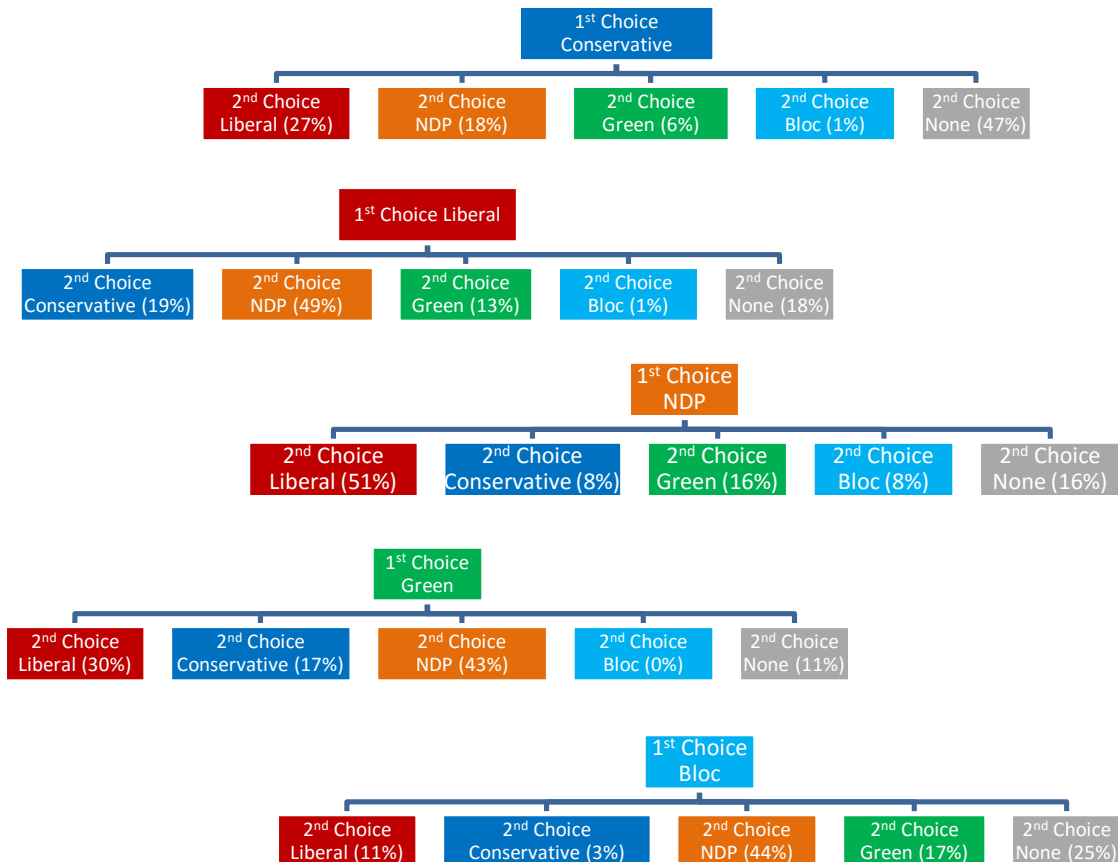 1st Choice
Conservative
2nd Choice
Liberal (27%)
2nd Choice
NDP (18%)
2nd Choice
Green (6%)
2nd Choice
Bloc (1%)
2nd Choice
None (47%)
1st Choice Liberal
2nd Choice
Conservative (19%)
2nd Choice
NDP (49%)
2nd Choice
Green (13%)
2nd Choice
Bloc (1%)
2nd Choice
None (18%)
1st Choice
NDP
2nd Choice
Liberal (51%)
2nd Choice
Conservative (8%)
2nd Choice
Green (16%)
2nd Choice
Bloc (8%)
2nd Choice
None (16%)
1st Choice
Green
2nd Choice
Liberal (30%)
2nd Choice
Conservative (17%)
2nd Choice
NDP (43%)
2nd Choice
Bloc (0%)
2nd Choice
None (11%)
1st Choice
Bloc
2nd Choice
Liberal (11%)
2nd Choice
Conservative (3%)
2nd Choice
NDP (44%)
2nd Choice
Green (17%)
2nd Choice
None (25%)